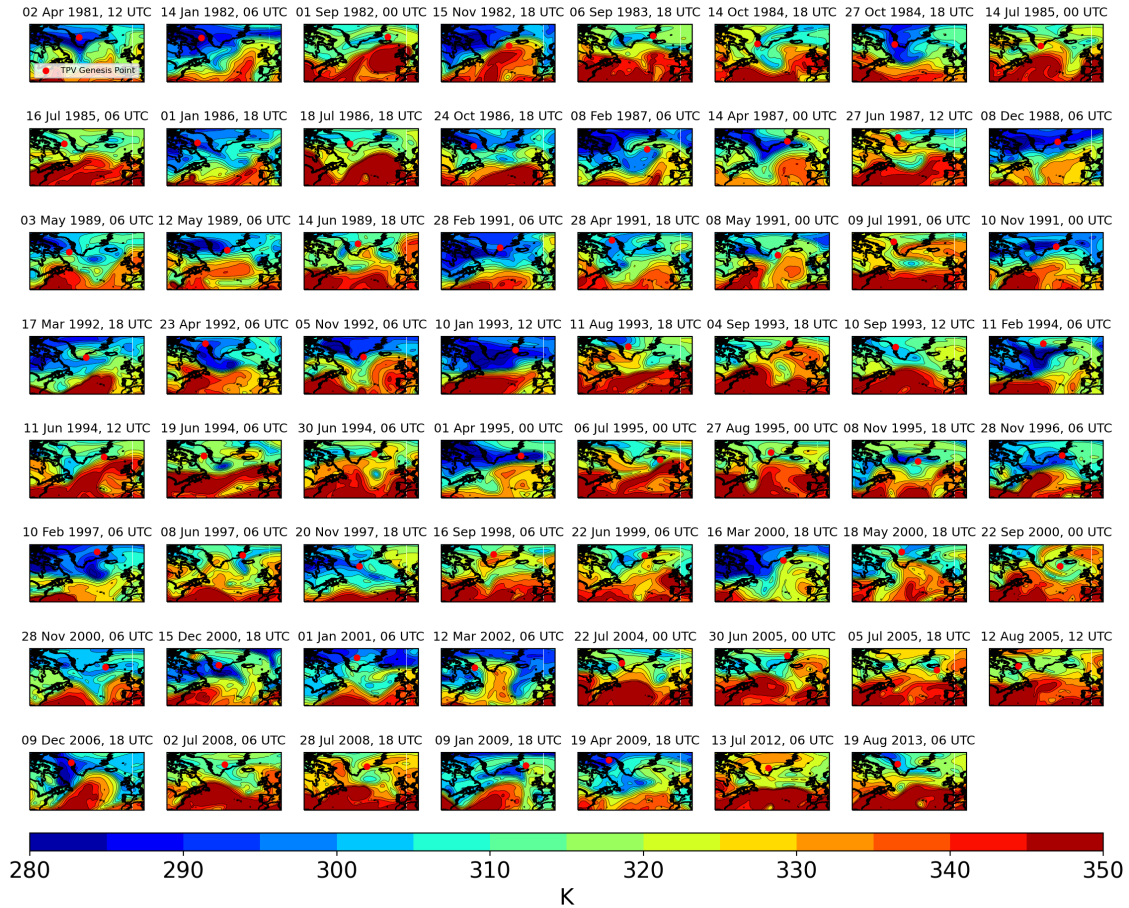 02 Apr 1981, 12 UTC
14 Jan 1982, 06 UTC
01 Sep 1982, 00 UTC
15 Nov 1982, 18 UTC
06 Sep 1983, 18 UTC
14 Oct 1984, 18 UTC
27 Oct 1984, 18 UTC
14 Jul 1985, 00 UTC
TPV Genesis Point
16 Jul 1985, 06 UTC
01 Jan 1986, 18 UTC
18 Jul 1986, 18 UTC
24 Oct 1986, 18 UTC
08 Feb 1987, 06 UTC
14 Apr 1987, 00 UTC
27 Jun 1987, 12 UTC
08 Dec 1988, 06 UTC
03 May 1989, 06 UTC
12 May 1989, 06 UTC
14 Jun 1989, 18 UTC
28 Feb 1991, 06 UTC
28 Apr 1991, 18 UTC
08 May 1991, 00 UTC
09 Jul 1991, 06 UTC
10 Nov 1991, 00 UTC
17 Mar 1992, 18 UTC
23 Apr 1992, 06 UTC
05 Nov 1992, 06 UTC
10 Jan 1993, 12 UTC
11 Aug 1993, 18 UTC
04 Sep 1993, 18 UTC
10 Sep 1993, 12 UTC
11 Feb 1994, 06 UTC
11 Jun 1994, 12 UTC
19 Jun 1994, 06 UTC
30 Jun 1994, 06 UTC
01 Apr 1995, 00 UTC
06 Jul 1995, 00 UTC
27 Aug 1995, 00 UTC
08 Nov 1995, 18 UTC
28 Nov 1996, 06 UTC
10 Feb 1997, 06 UTC
08 Jun 1997, 06 UTC
20 Nov 1997, 18 UTC
16 Sep 1998, 06 UTC
22 Jun 1999, 06 UTC
16 Mar 2000, 18 UTC
18 May 2000, 18 UTC
22 Sep 2000, 00 UTC
28 Nov 2000, 06 UTC
15 Dec 2000, 18 UTC
01 Jan 2001, 06 UTC
12 Mar 2002, 06 UTC
22 Jul 2004, 00 UTC
30 Jun 2005, 00 UTC
05 Jul 2005, 18 UTC
12 Aug 2005, 12 UTC
09 Dec 2006, 18 UTC
02 Jul 2008, 06 UTC
28 Jul 2008, 18 UTC
09 Jan 2009, 18 UTC
19 Apr 2009, 18 UTC
13 Jul 2012, 06 UTC
19 Aug 2013, 06 UTC
280 290 300 310 320 330 340 350
K